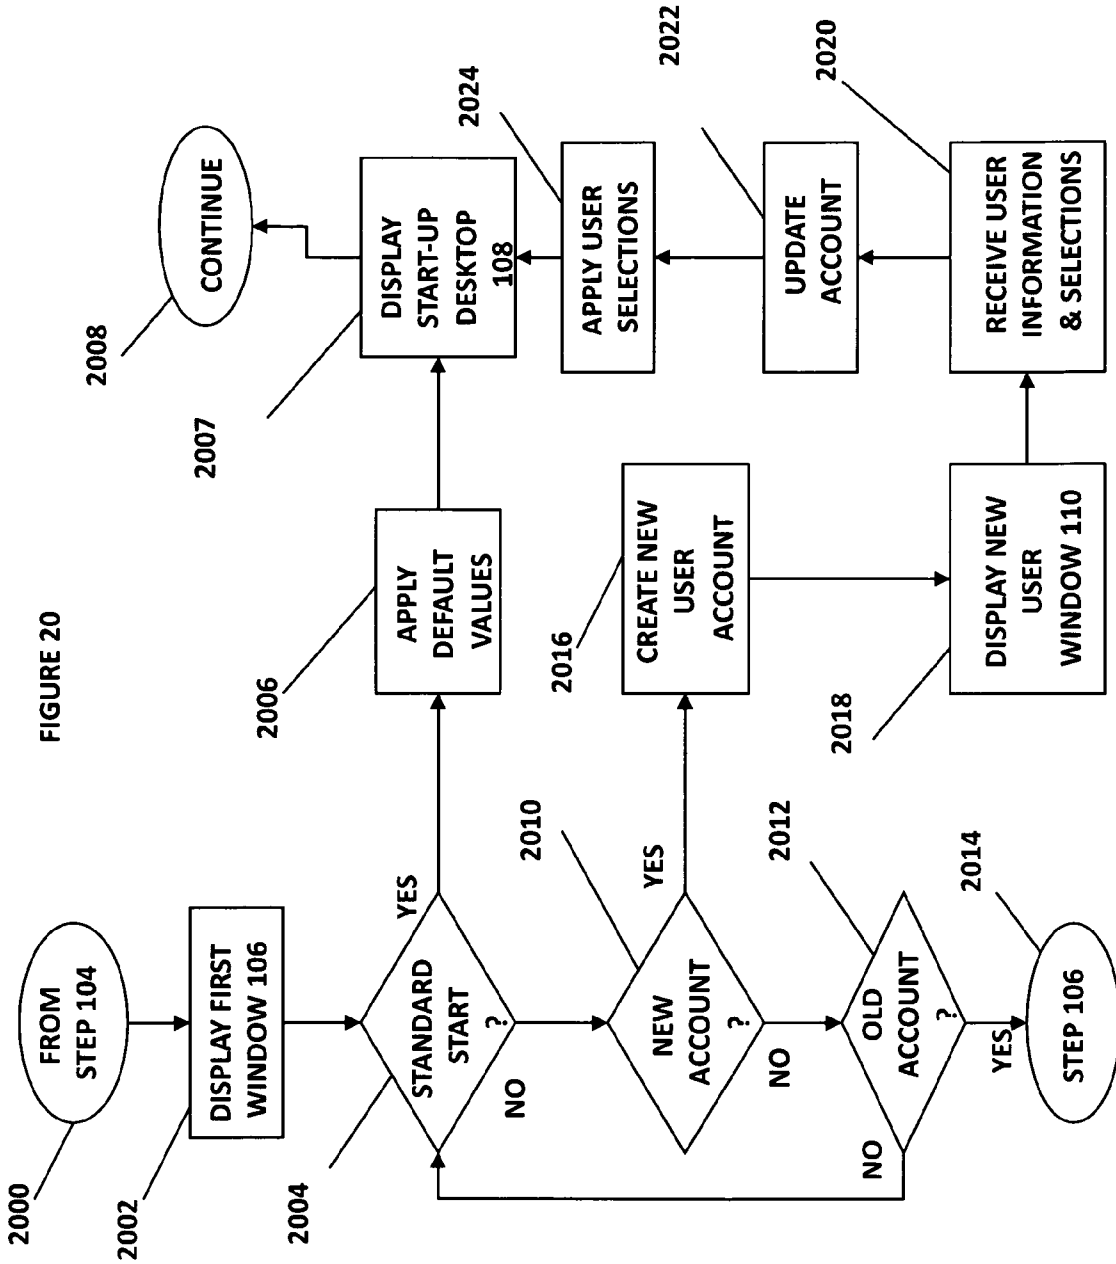 FIGURE 20
2000
FROM
STEP 104
2002
DISPLAY FIRST
WINDOW 106
2004
STANDARD
START
?
YES
NO
2006
APPLY
DEFAULT
VALUES
2007
DISPLAY
START-UP
DESKTOP
108
2008
CONTINUE
2010
NEW
ACCOUNT
?
YES
NO
2012
OLD
ACCOUNT
?
NO
YES
2014
STEP 106
2016
CREATE NEW
USER
ACCOUNT
2018
DISPLAY NEW
USER
WINDOW 110
2020
RECEIVE USER
INFORMATION
& SELECTIONS
2022
UPDATE
ACCOUNT
2024
APPLY USER
SELECTIONS